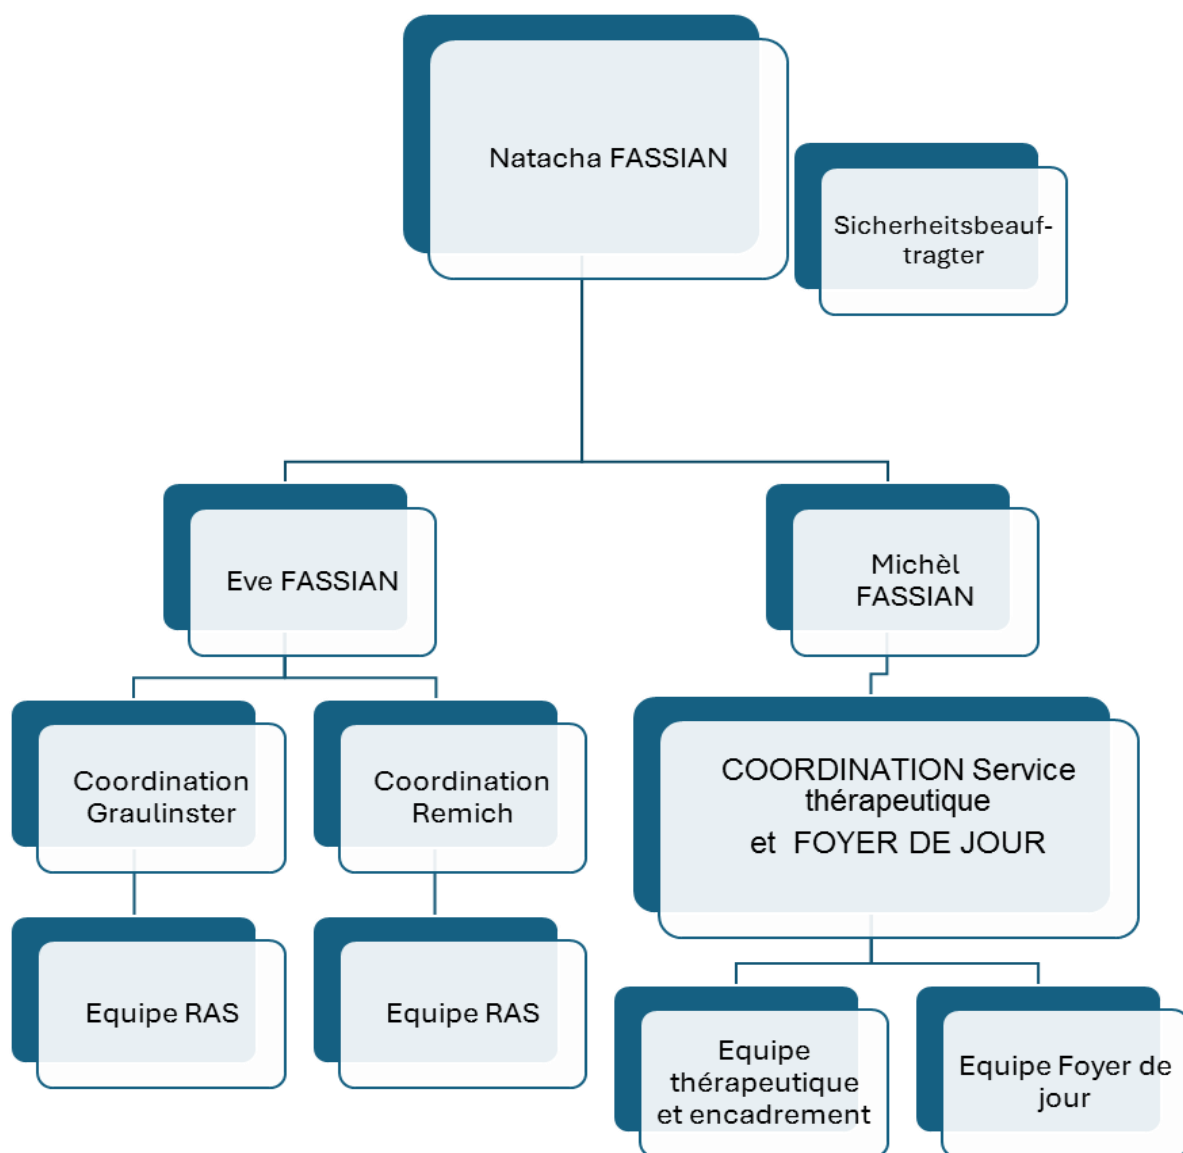 Natacha FASSIAN
Sicherheitsbeauf-
tragter
Eve FASSIAN
Michèl
FASSIAN
Coordination
Graulinster
Coordination
Remich
COORDINATION Service
thérapeutique
et FOYER DE JOUR
Equipe RAS
Equipe RAS
Equipe
thérapeutique
et encadrement
Equipe Foyer de
jour